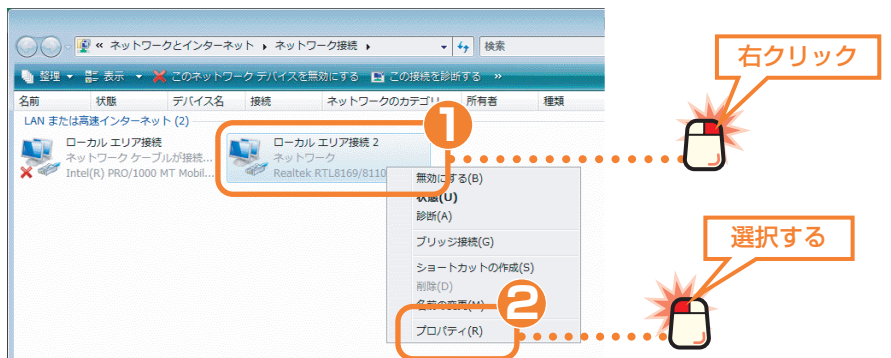 « ネットワークとインターネット ▸ ネットワーク接続 ▸ 検索
整理 表示 このネットワーク デバイスを無効にする この接続を診断する »
名前 状態 デバイス名 接続 ネットワークのカテゴリ 所有者 種類
LAN または高速インターネット (2)
ローカル エリア接続
ネットワーク ケーブルが接続...
Intel(R) PRO/1000 MT Mobil...
ローカル エリア接続 2
ネットワーク
Realtek RTL8169/8110
1
右クリック
無効にする(B)
状態(U)
診断(A)
ブリッジ接続(G)
ショートカットの作成(S)
削除(D)
名前の変更(M)
プロパティ(R)
2
選択する